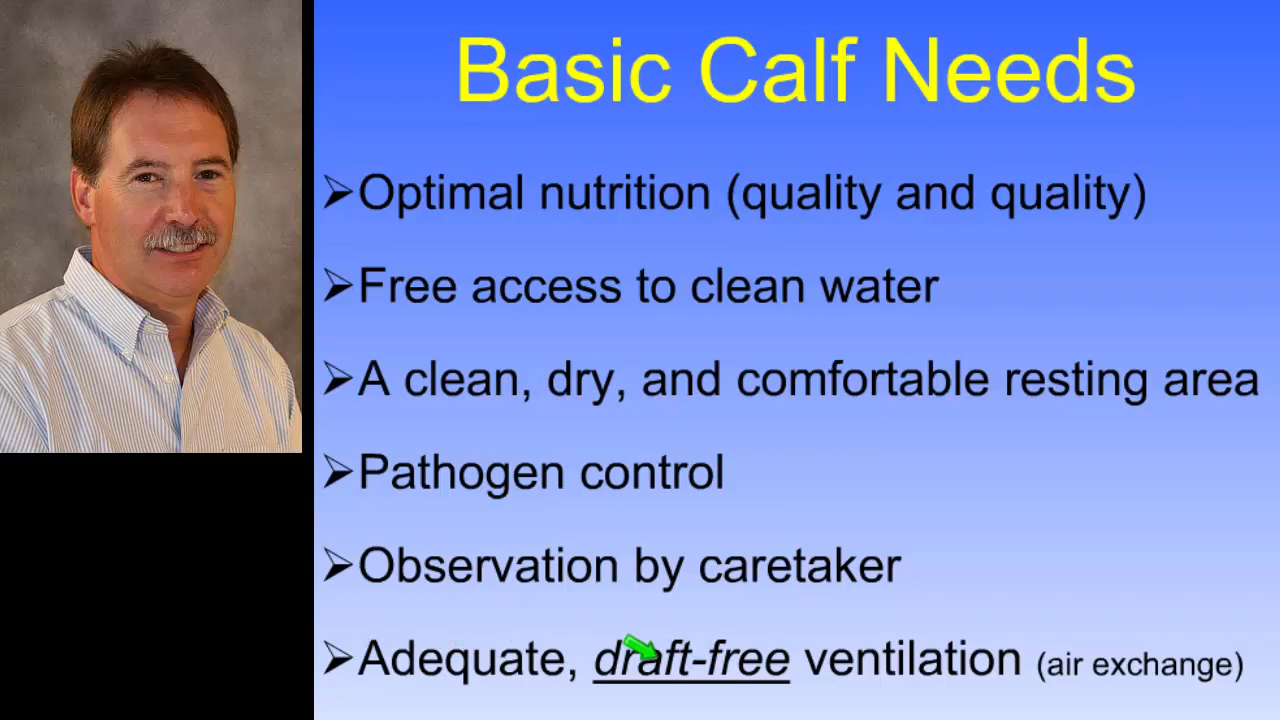 Basic Calf Needs
➢Optimal nutrition (quality and quality)
➢Free access to clean water
➢A clean, dry, and comfortable resting area
➢Pathogen control
➢Observation by caretaker
➢Adequate, draft-free ventilation (air exchange)